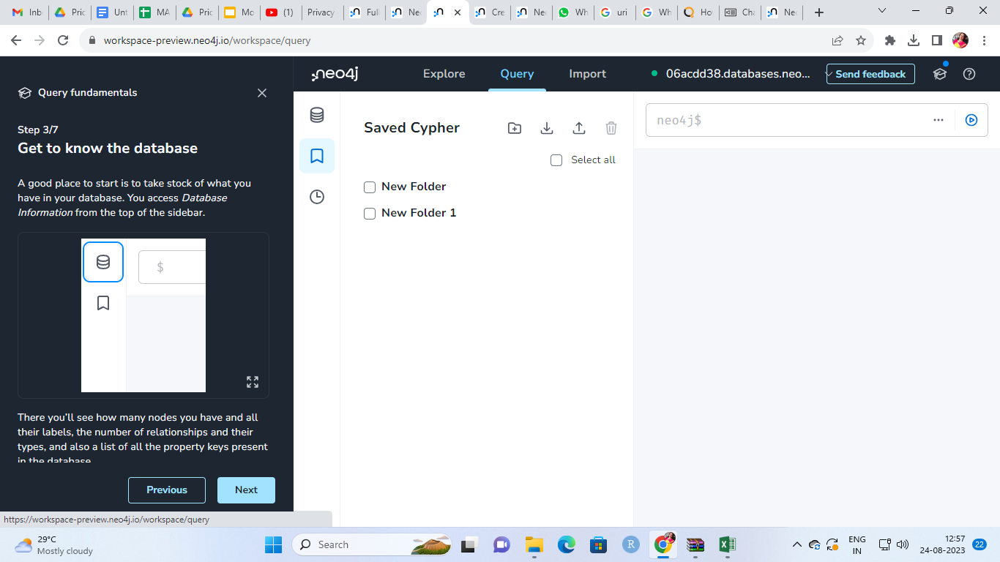 Inb
Pric
Unt
MA
Pric
Mo
(1)
Privacy
Full
Ne
Cre
Ne
Wh
uri
Wh
Ho
Cha
Ne
workspace-preview.neo4j.io/workspace/query
Query fundamentals
Step 3/7
Get to know the database
A good place to start is to take stock of what you
have in your database. You access Database
Information from the top of the sidebar.
$
There you'll see how many nodes you have and all
their labels, the number of relationships and their
types, and also a list of all the property keys present
in the database
Previous
Next
https://workspace-preview.neo4j.io/workspace/query
neo4j
Explore
Query
Import
06acdd38.databases.neo...
Send feedback
Saved Cypher
Select all
New Folder
New Folder 1
neo4j$
29°C
Mostly cloudy
Search
R
ENG
IN
12:57
24-08-2023
22